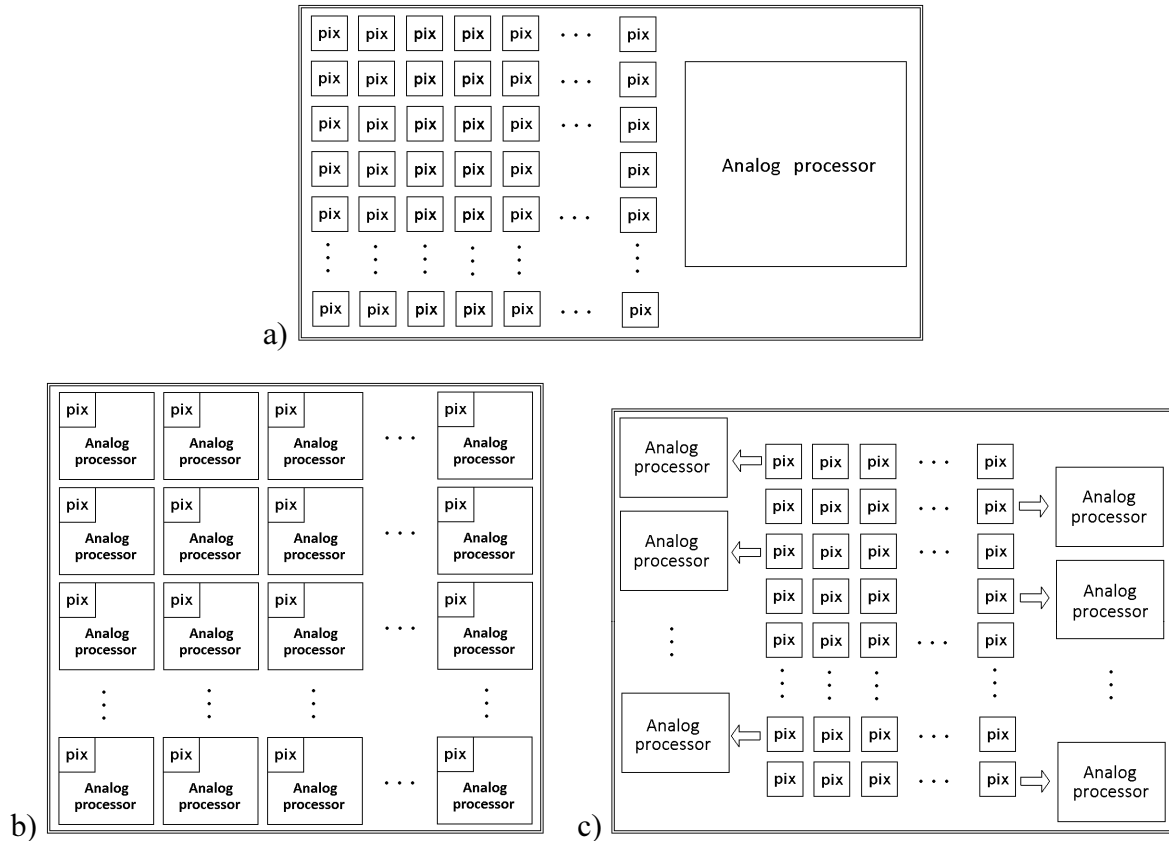 pix pix pix pix pix ... pix
pix pix pix pix pix ... pix
pix pix pix pix pix ... pix
pix pix pix pix pix pix
pix pix pix pix pix ... pix
pix pix pix pix pix ... pix
Analog processor
a)
pix pix pix pix
Analog Analog Analog ... Analog
processor processor processor processor
pix pix pix pix
Analog Analog Analog ... Analog
processor processor processor processor
pix pix pix pix
Analog Analog Analog ... Analog
processor processor processor processor
pix pix pix pix
Analog Analog Analog ... Analog
processor processor processor processor
b)
Analog
processor
Analog
processor
Analog
processor
pix pix pix ... pix
pix pix pix ... pix
pix pix pix ... pix
pix pix pix pix
pix pix pix ... pix
pix pix pix ... pix
pix pix pix ... pix
Analog
processor
Analog
processor
Analog
processor
c)